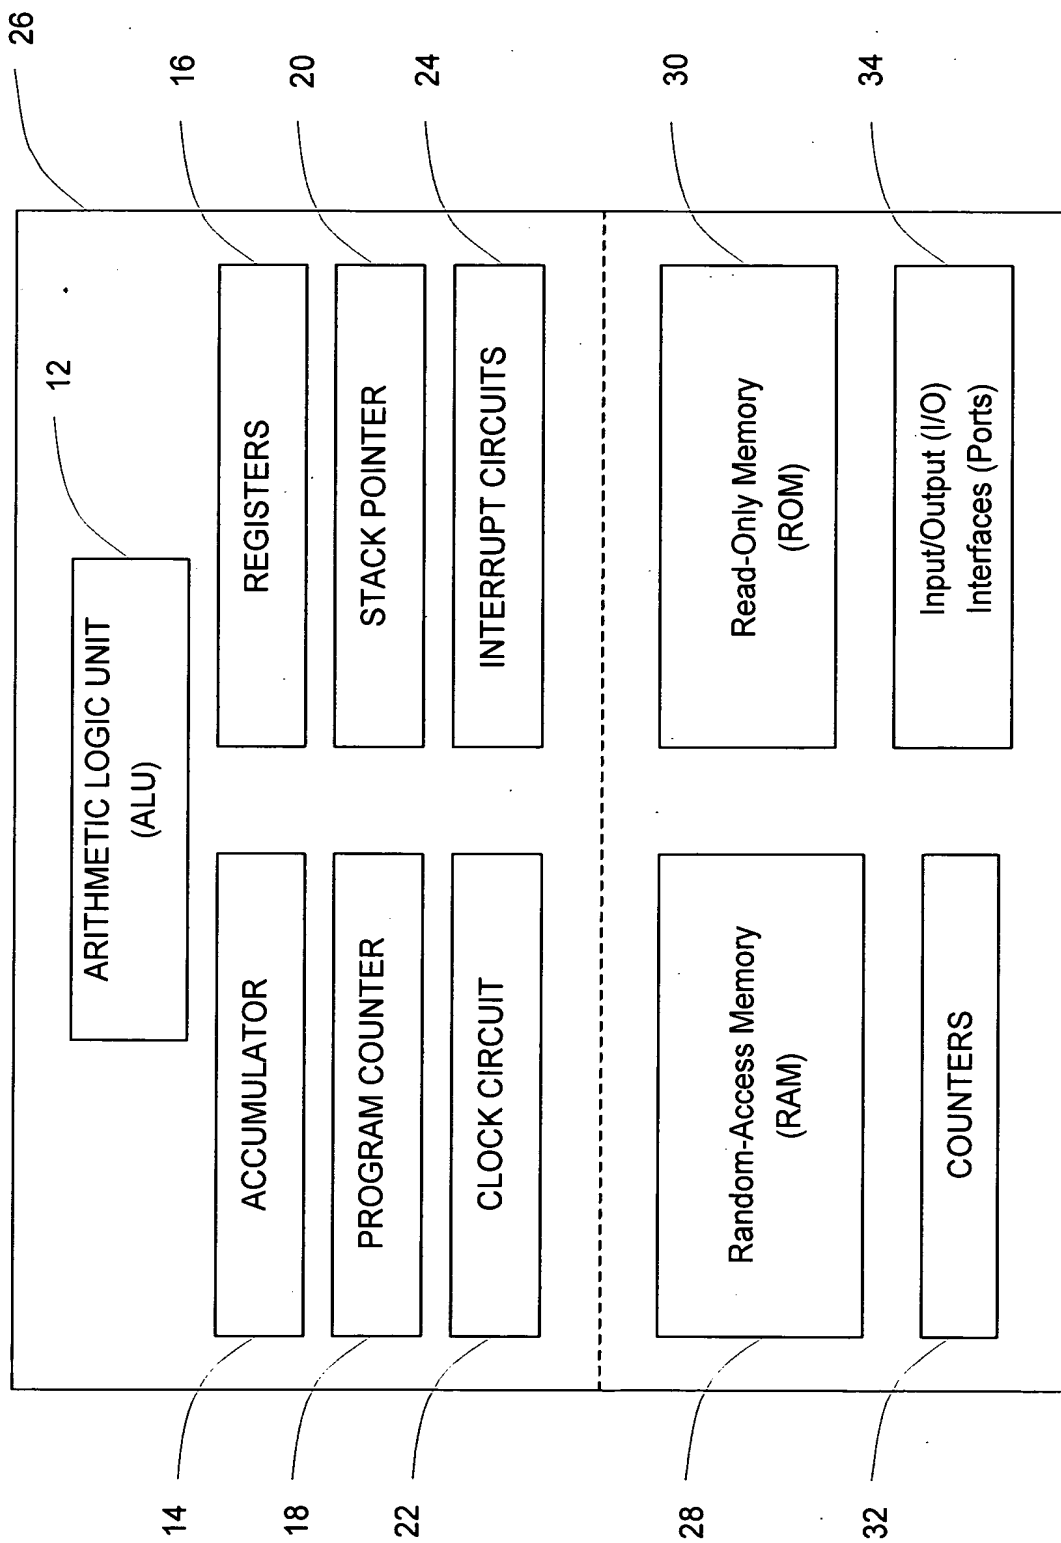 26
12
ARITHMETIC LOGIC UNIT
(ALU)
14
ACCUMULATOR
REGISTERS
16
18
PROGRAM COUNTER
STACK POINTER
20
22
CLOCK CIRCUIT
INTERRUPT CIRCUITS
24
28
Random-Access Memory
(RAM)
Read-Only Memory
(ROM)
30
32
COUNTERS
Input/Output (I/O)
Interfaces (Ports)
34